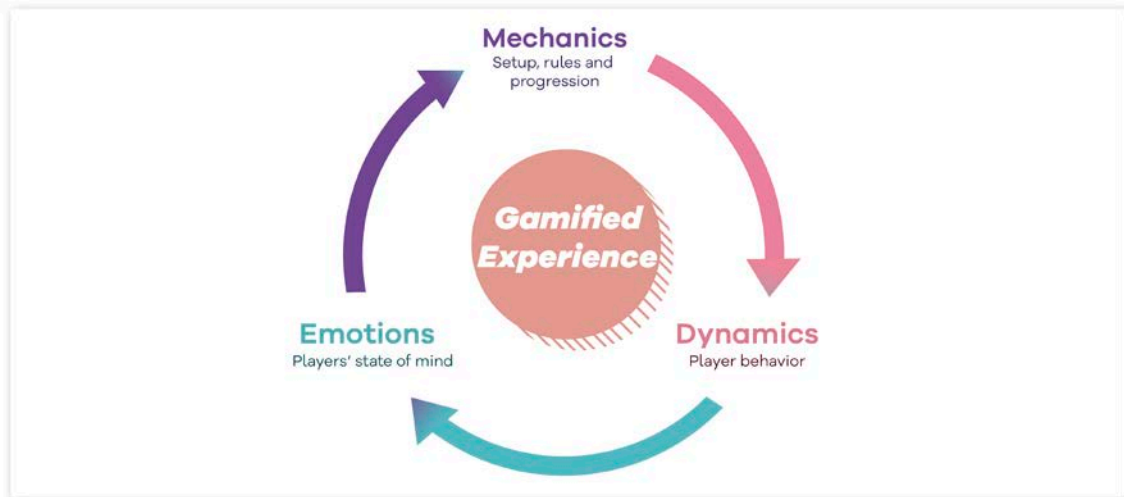 Mechanics
Setup, rules and
progression
Gamified
Experience
Emotions
Players' state of mind
Dynamics
Player behavior